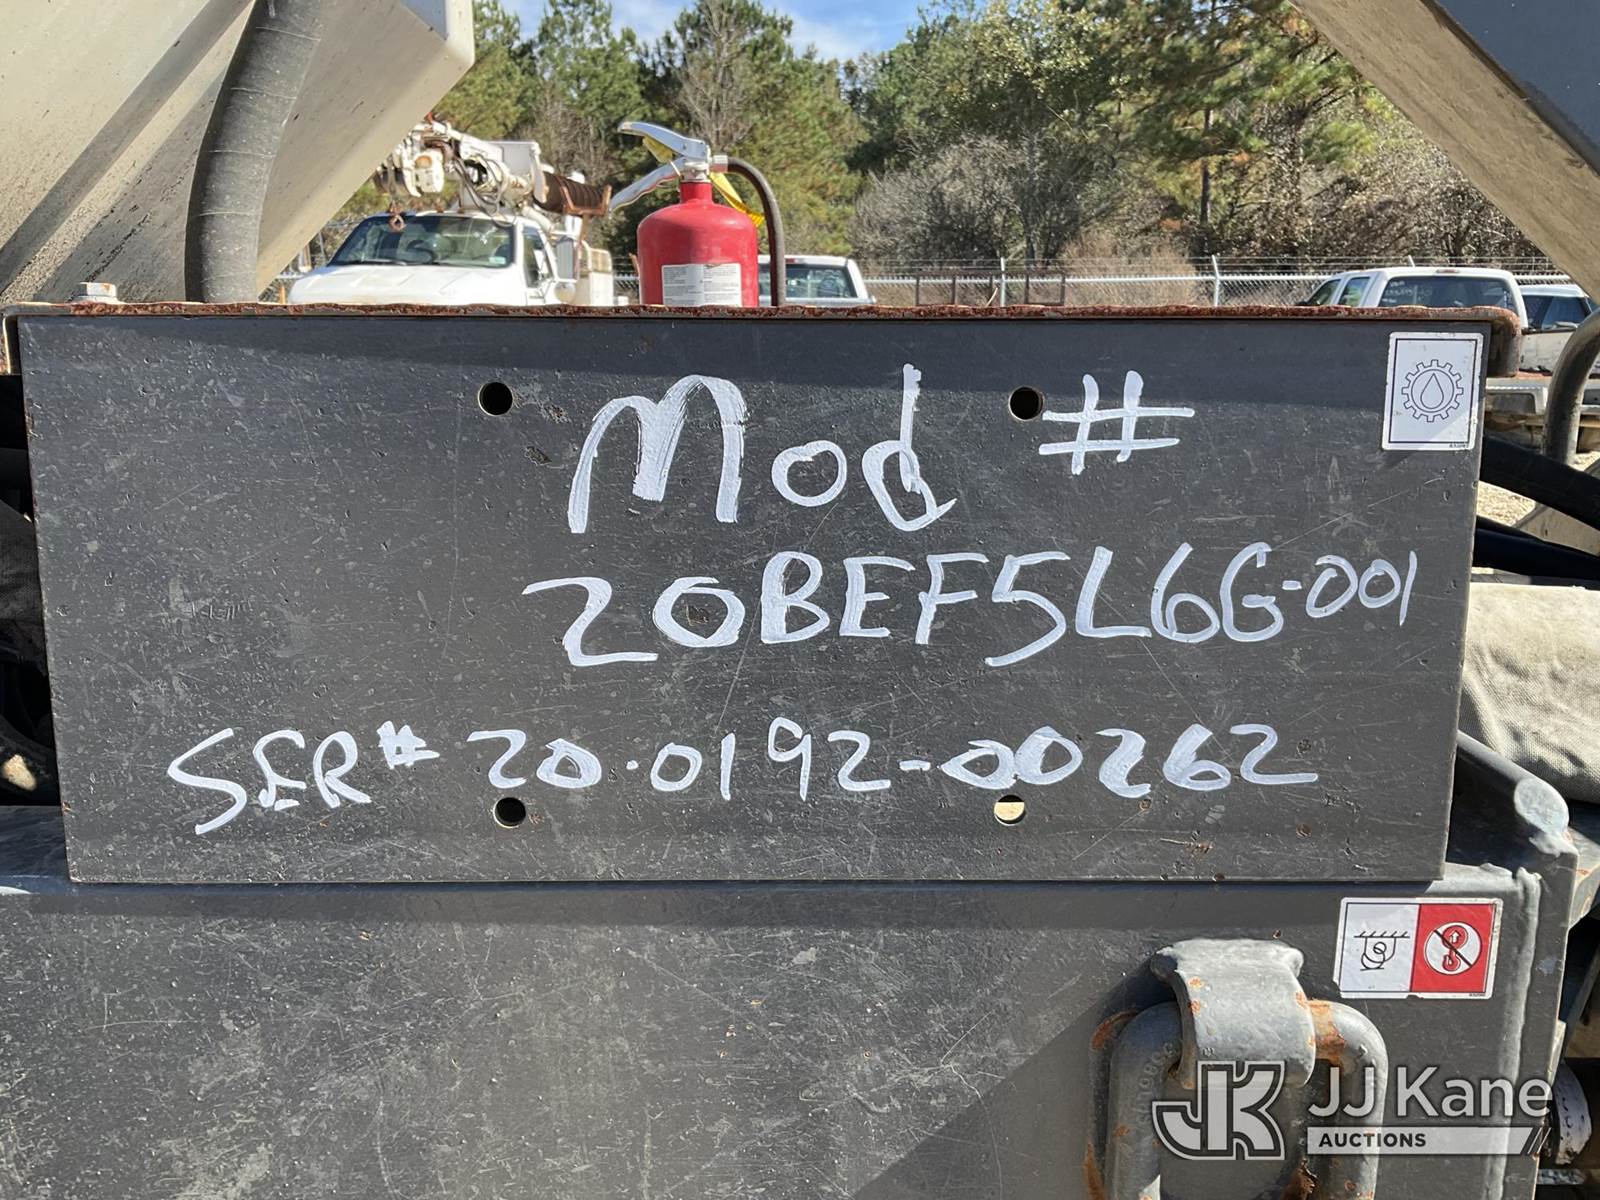 Mod #
20BEF5L6G-001
SER# 20-0192-00262
JJ Kane
AUCTIONS